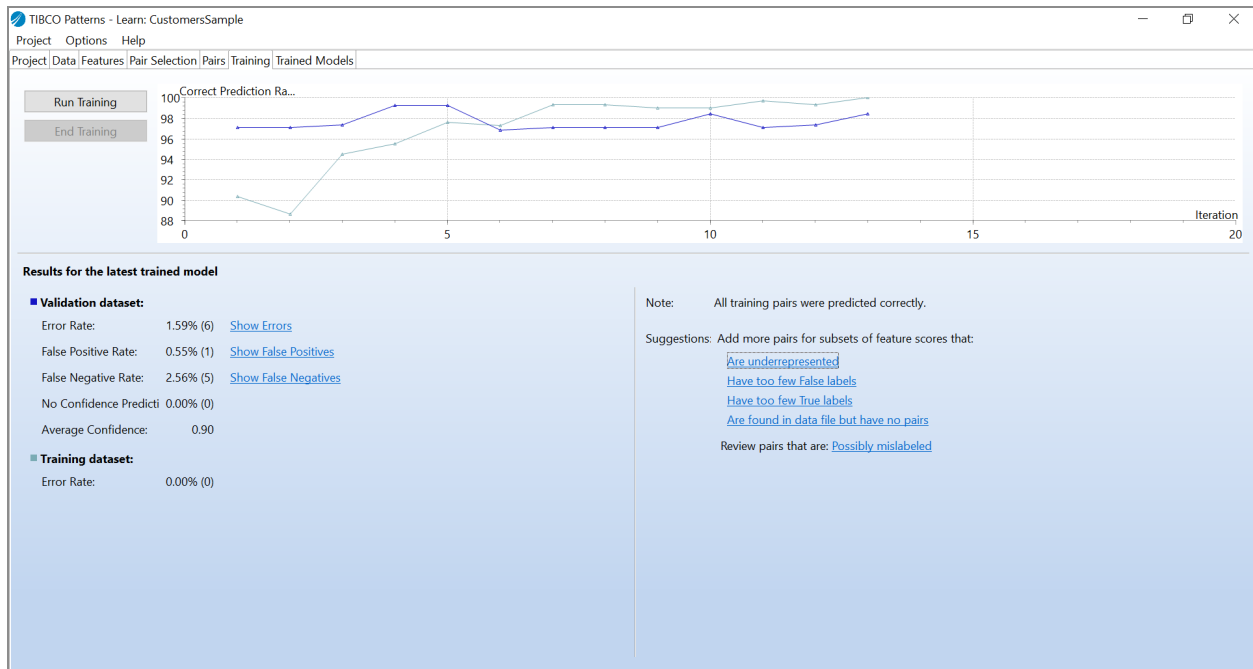 TIBCO Patterns - Learn: CustomersSample
Project Options Help
Project Data Features Pair Selection Pairs Training Trained Models
Run Training
End Training
Correct Prediction Ra...
100
98
96
94
92
90
88
0 5 10 15 20
Iteration
Results for the latest trained model
Validation dataset:
Error Rate: 1.59% (6) Show Errors
False Positive Rate: 0.55% (1) Show False Positives
False Negative Rate: 2.56% (5) Show False Negatives
No Confidence Predicti 0.00% (0)
Average Confidence: 0.90
Training dataset:
Error Rate: 0.00% (0)
Note: All training pairs were predicted correctly.
Suggestions: Add more pairs for subsets of feature scores that:
Are underrepresented
Have too few False labels
Have too few True labels
Are found in data file but have no pairs
Review pairs that are: Possibly mislabeled